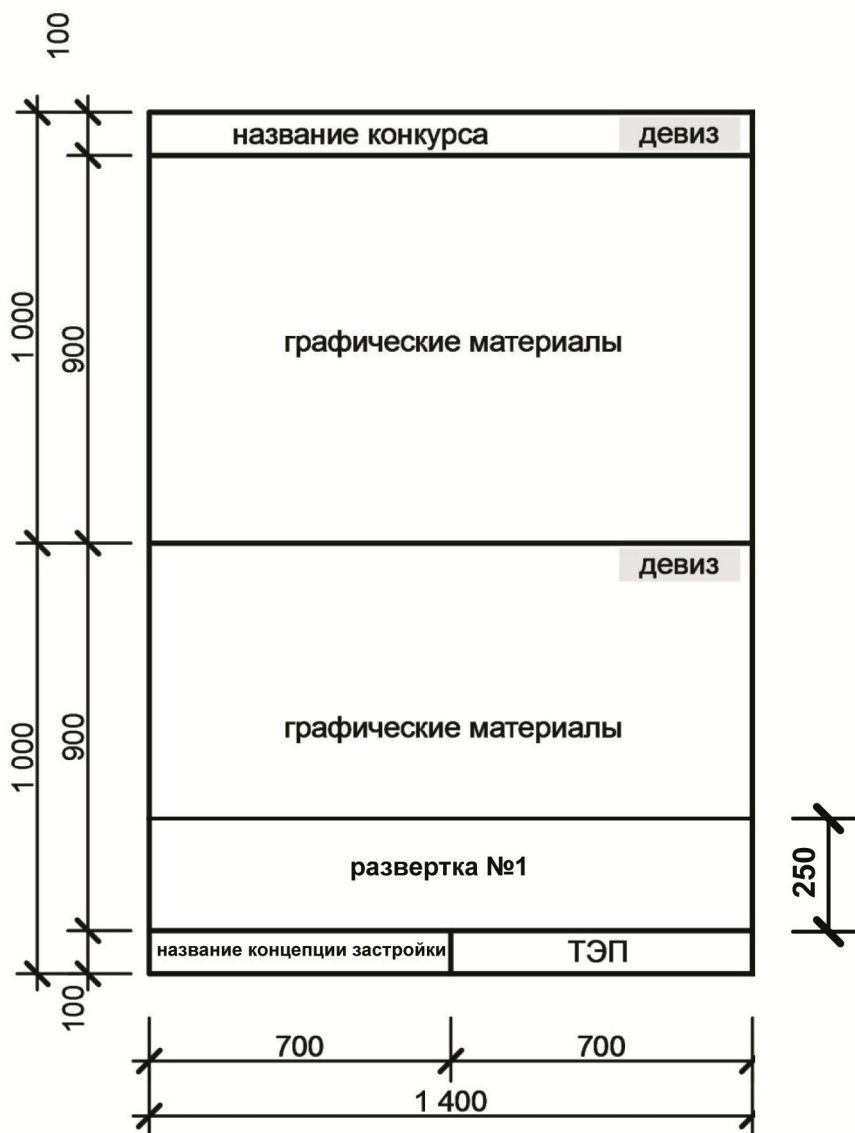 100
название конкурса
девиз
1 000
900
графические материалы
девиз
графические материалы
1 000
900
развертка №1
250
название концепции застройки
ТЭП
100
700
700
1 400